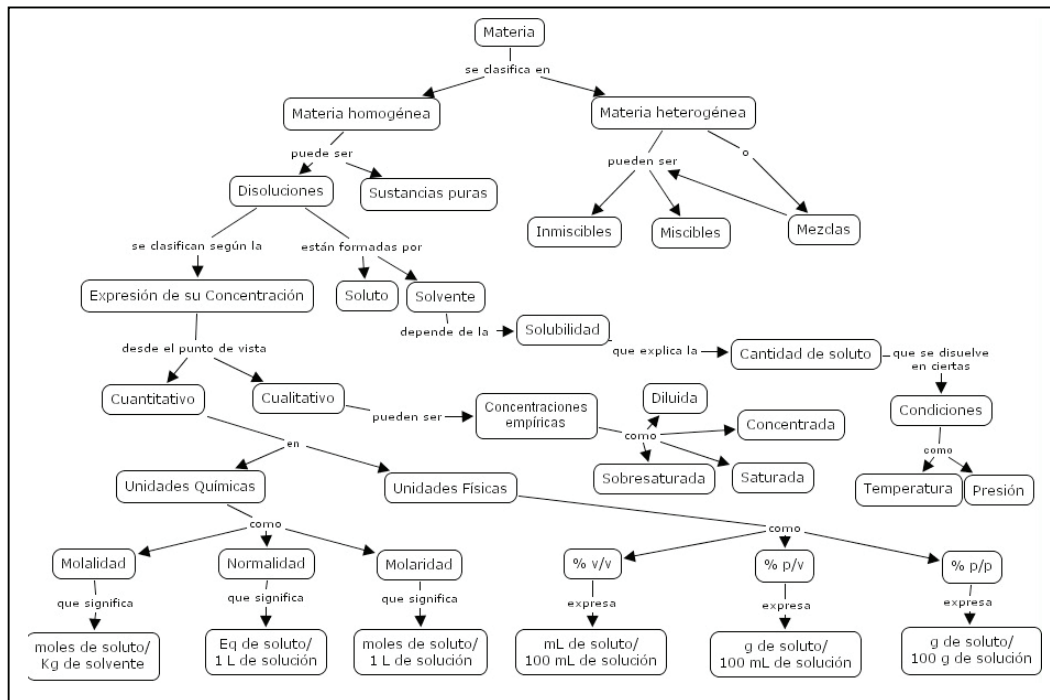 Materia
se clasifica en
Materia homogénea
Materia heterogénea
puede ser
pueden ser
o
Disoluciones
Sustancias puras
Inmiscibles
Miscibles
Mezclas
se clasifican según la
están formadas por
Expresión de su Concentración
Soluto
Solvente
depende de la
Solubilidad
que explica la
Cantidad de soluto
que se disuelve
en ciertas
desde el punto de vista
Cuantitativo
Cualitativo
pueden ser
Concentraciones
empíricas
como
Diluida
Concentrada
Sobresaturada
Saturada
Condiciones
como
Temperatura
Presión
en
Unidades Químicas
Unidades Físicas
como
como
Molalidad
Normalidad
Molaridad
% v/v
% p/v
% p/p
que significa
que significa
que significa
expresa
expresa
expresa
moles de soluto/
Kg de solvente
Eq de soluto/
1 L de solución
moles de soluto/
1 L de solución
mL de soluto/
100 mL de solución
g de soluto/
100 mL de solución
g de soluto/
100 g de solución